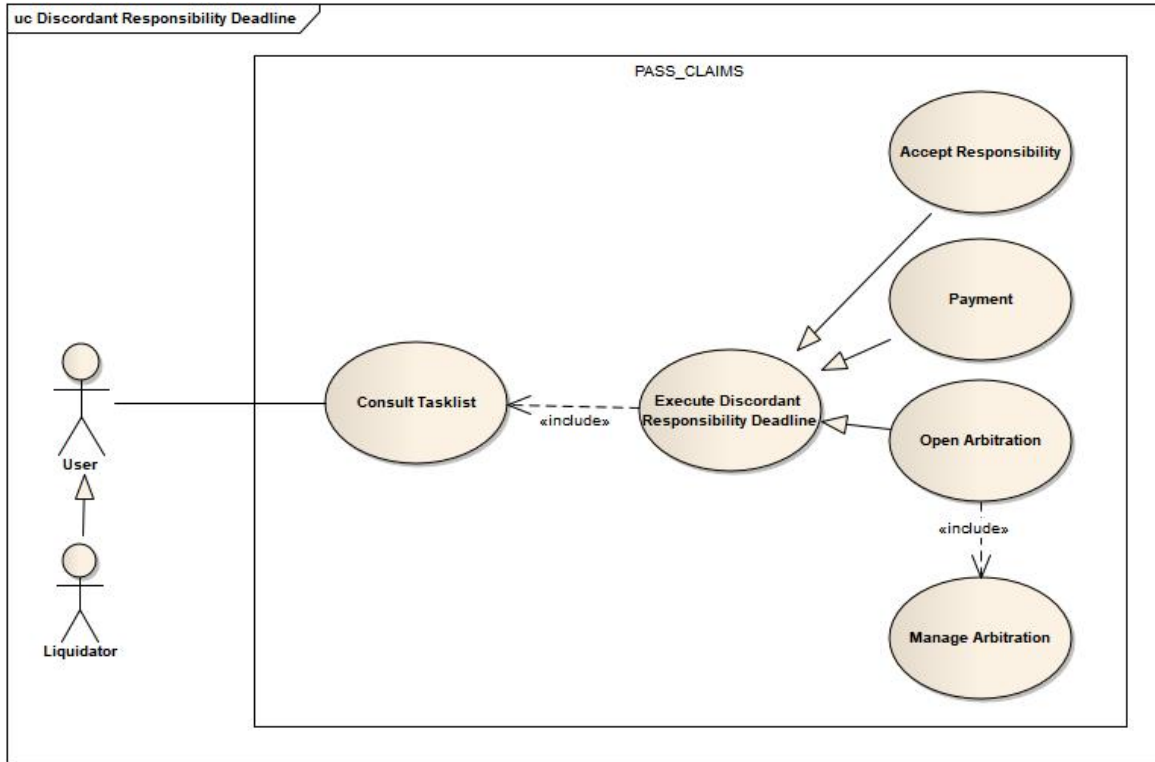 uc Discordant Responsibility Deadline
PASS_CLAIMS
Accept Responsibility
Payment
Consult Tasklist
«include»
Execute Discordant
Responsibility Deadline
Open Arbitration
User
«include»
Manage Arbitration
Liquidator